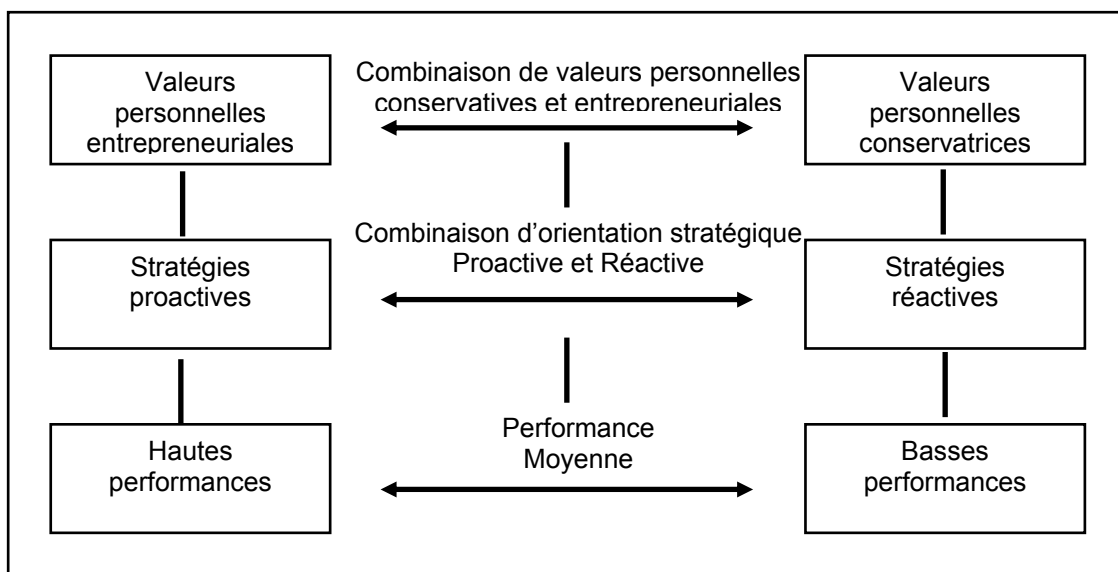 Valeurs
personnelles
entrepreneuriales
Combinaison de valeurs personnelles
conservatives et entrepreneuriales
Valeurs
personnelles
conservatrices
Stratégies
proactives
Combinaison d’orientation stratégique
Proactive et Réactive
Stratégies
réactives
Hautes
performances
Performance
Moyenne
Basses
performances